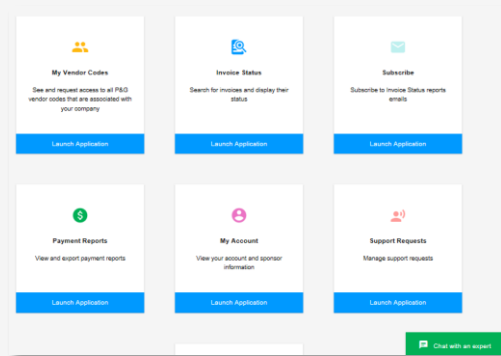 My Vendor Codes
See and request access to all P&G
vendor codes that are associated with
your company
Launch Application
Invoice Status
Search for invoices and display their
status
Launch Application
Subscribe
Subscribe to Invoice Status reports
emails
Launch Application
Payment Reports
View and export payment reports
Launch Application
My Account
View your account and sponsor
information
Launch Application
Support Requests
Manage support requests
Launch Application
Chat with an expert